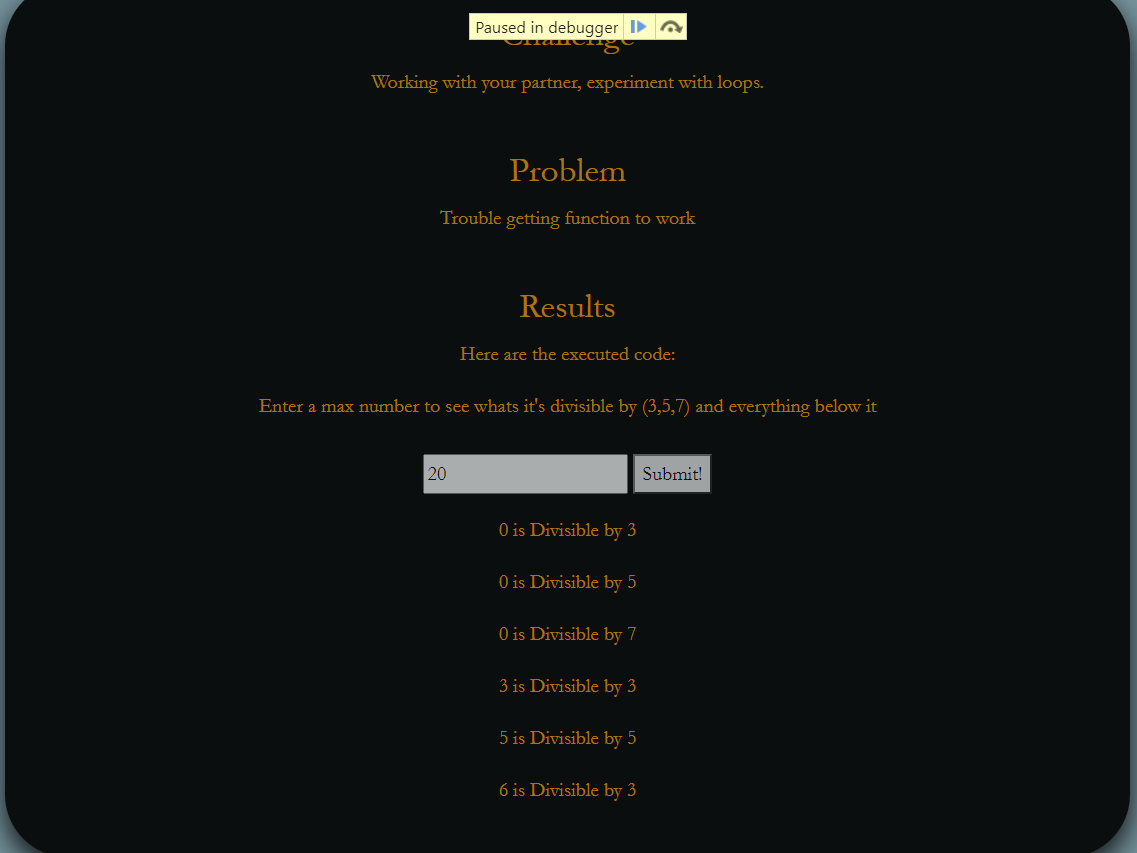 Paused in debugger
Challenge
Working with your partner, experiment with loops.
Problem
Trouble getting function to work
Results
Here are the executed code:
Enter a max number to see whats it's divisible by (3,5,7) and everything below it
20 Submit!
0 is Divisible by 3
0 is Divisible by 5
0 is Divisible by 7
3 is Divisible by 3
5 is Divisible by 5
6 is Divisible by 3